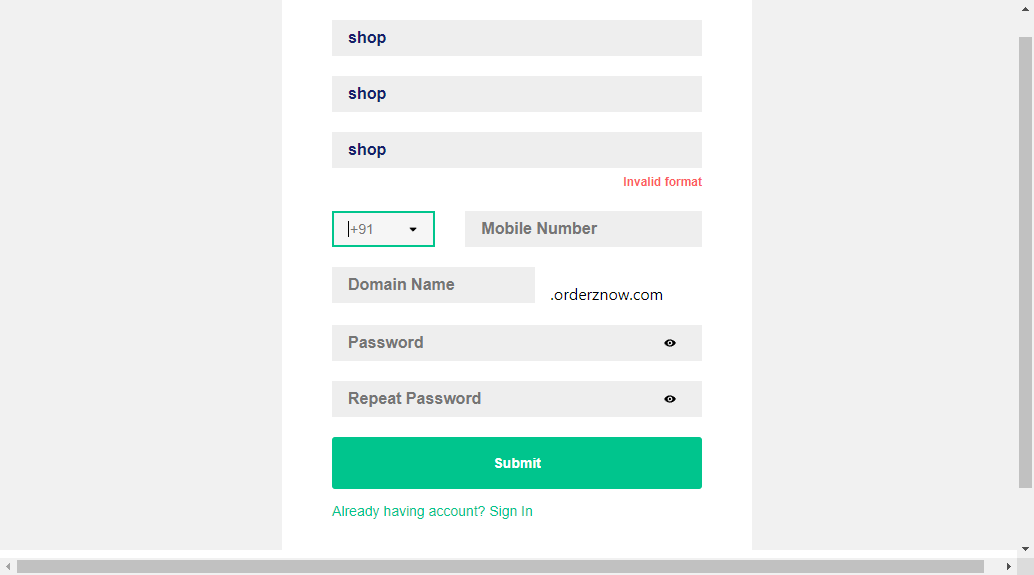 shop
shop
shop
Invalid format
+91 Mobile Number
Domain Name .orderznow.com
Password
Repeat Password
Submit
Already having account? Sign In